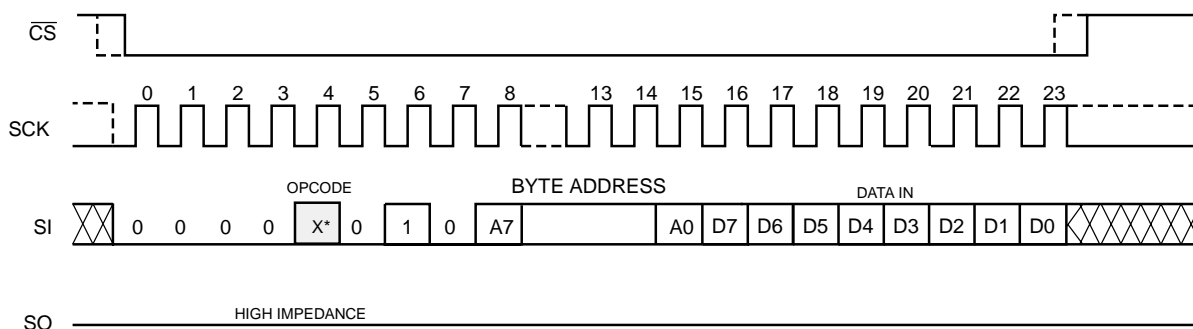 CS
0 1 2 3 4 5 6 7 8 13 14 15 16 17 18 19 20 21 22 23
SCK
OPCODE BYTE ADDRESS DATA IN
SI 0 0 0 0 X* 0 1 0 A7 A0 D7 D6 D5 D4 D3 D2 D1 D0
HIGH IMPEDANCE
SO